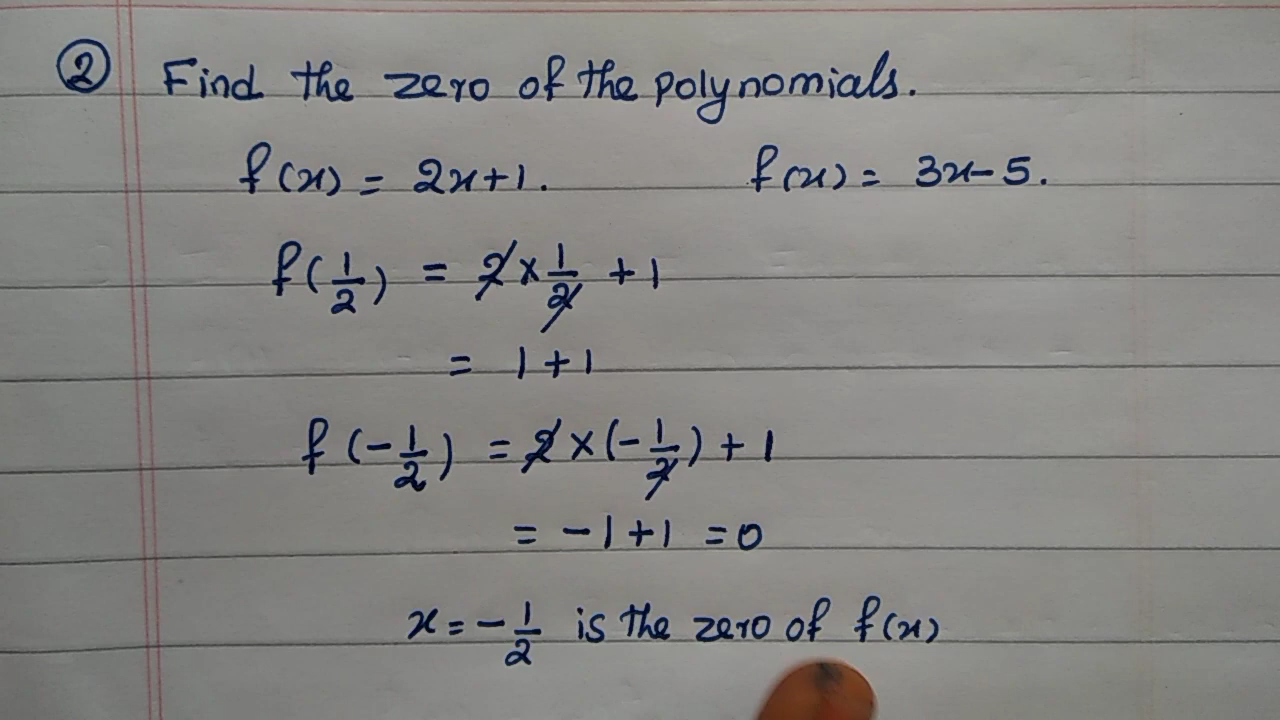 ② Find the zero of the polynomials.
f(x) = 2x+1. f(x) = 3x-5.
f(1/2) = 2×1/2 + 1
= 1+1
f(-1/2) = 2×(-1/2)+1
= -1+1 =0
x=-1/2 is the zero of f(x)